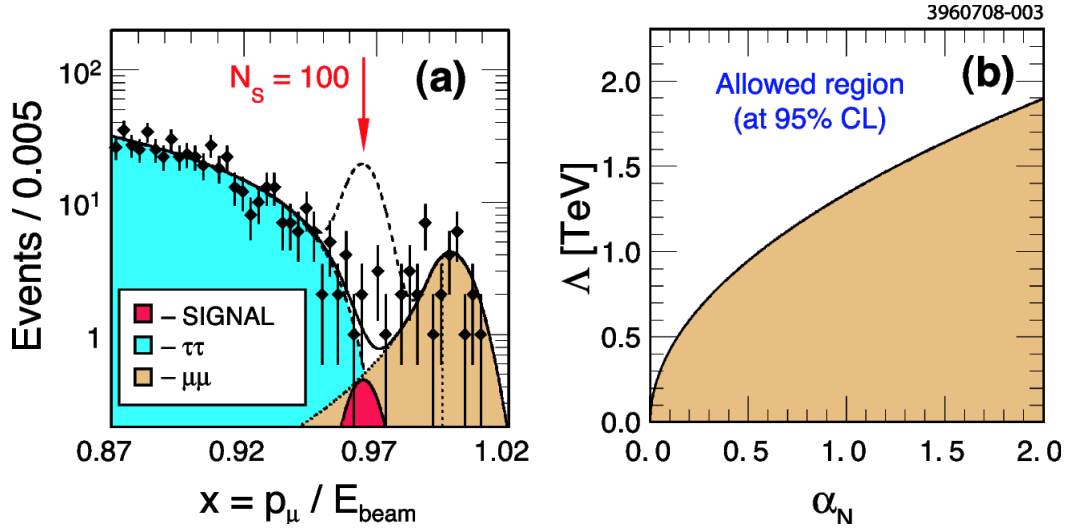 3960708-003
(a)
N_S = 100
Events / 0.005
10²
10¹
1
– SIGNAL
– ττ
– μμ
0.87 0.92 0.97 1.02
x = p_μ / E_beam
(b)
Allowed region
(at 95% CL)
Λ [TeV]
2.0
1.5
1.0
0.5
0.0
0.0 0.5 1.0 1.5 2.0
α_N